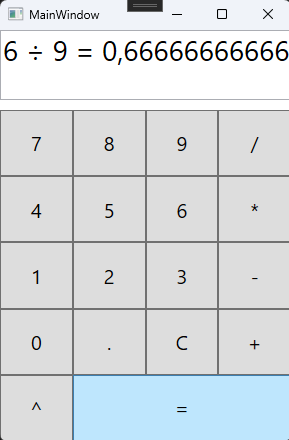 MainWindow
6 ÷ 9 = 0,66666666666
7 8 9 /
4 5 6 *
1 2 3 -
0 . C +
^ =